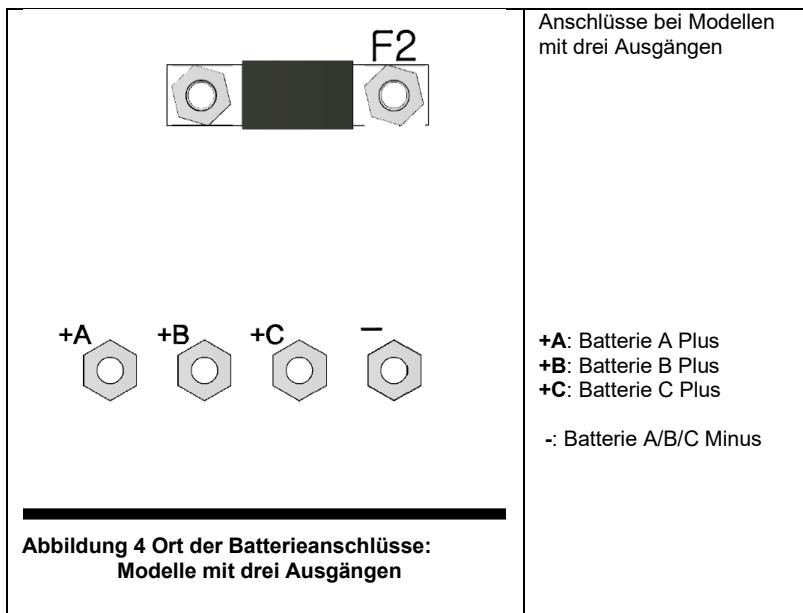 F2
+A +B +C –
Abbildung 4 Ort der Batterieanschlüsse:
Modelle mit drei Ausgängen
Anschlüsse bei Modellen
mit drei Ausgängen
+A: Batterie A Plus
+B: Batterie B Plus
+C: Batterie C Plus
-: Batterie A/B/C Minus